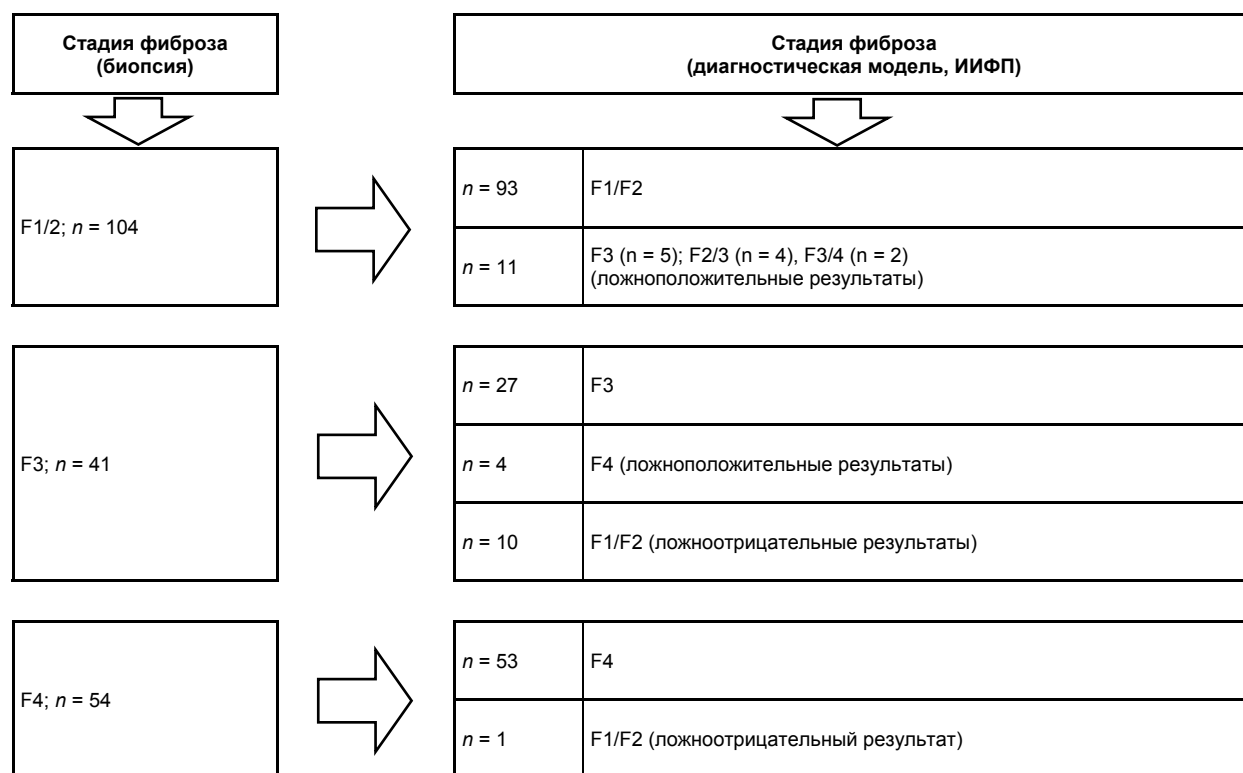 Стадия фиброза
(биопсия)
Стадия фиброза
(диагностическая модель, ИИФП)
F1/2; n = 104
n = 93
F1/F2
n = 11
F3 (n = 5); F2/3 (n = 4), F3/4 (n = 2)
(ложноположительные результаты)
F3; n = 41
n = 27
F3
n = 4
F4 (ложноположительные результаты)
n = 10
F1/F2 (ложноотрицательные результаты)
F4; n = 54
n = 53
F4
n = 1
F1/F2 (ложноотрицательный результат)